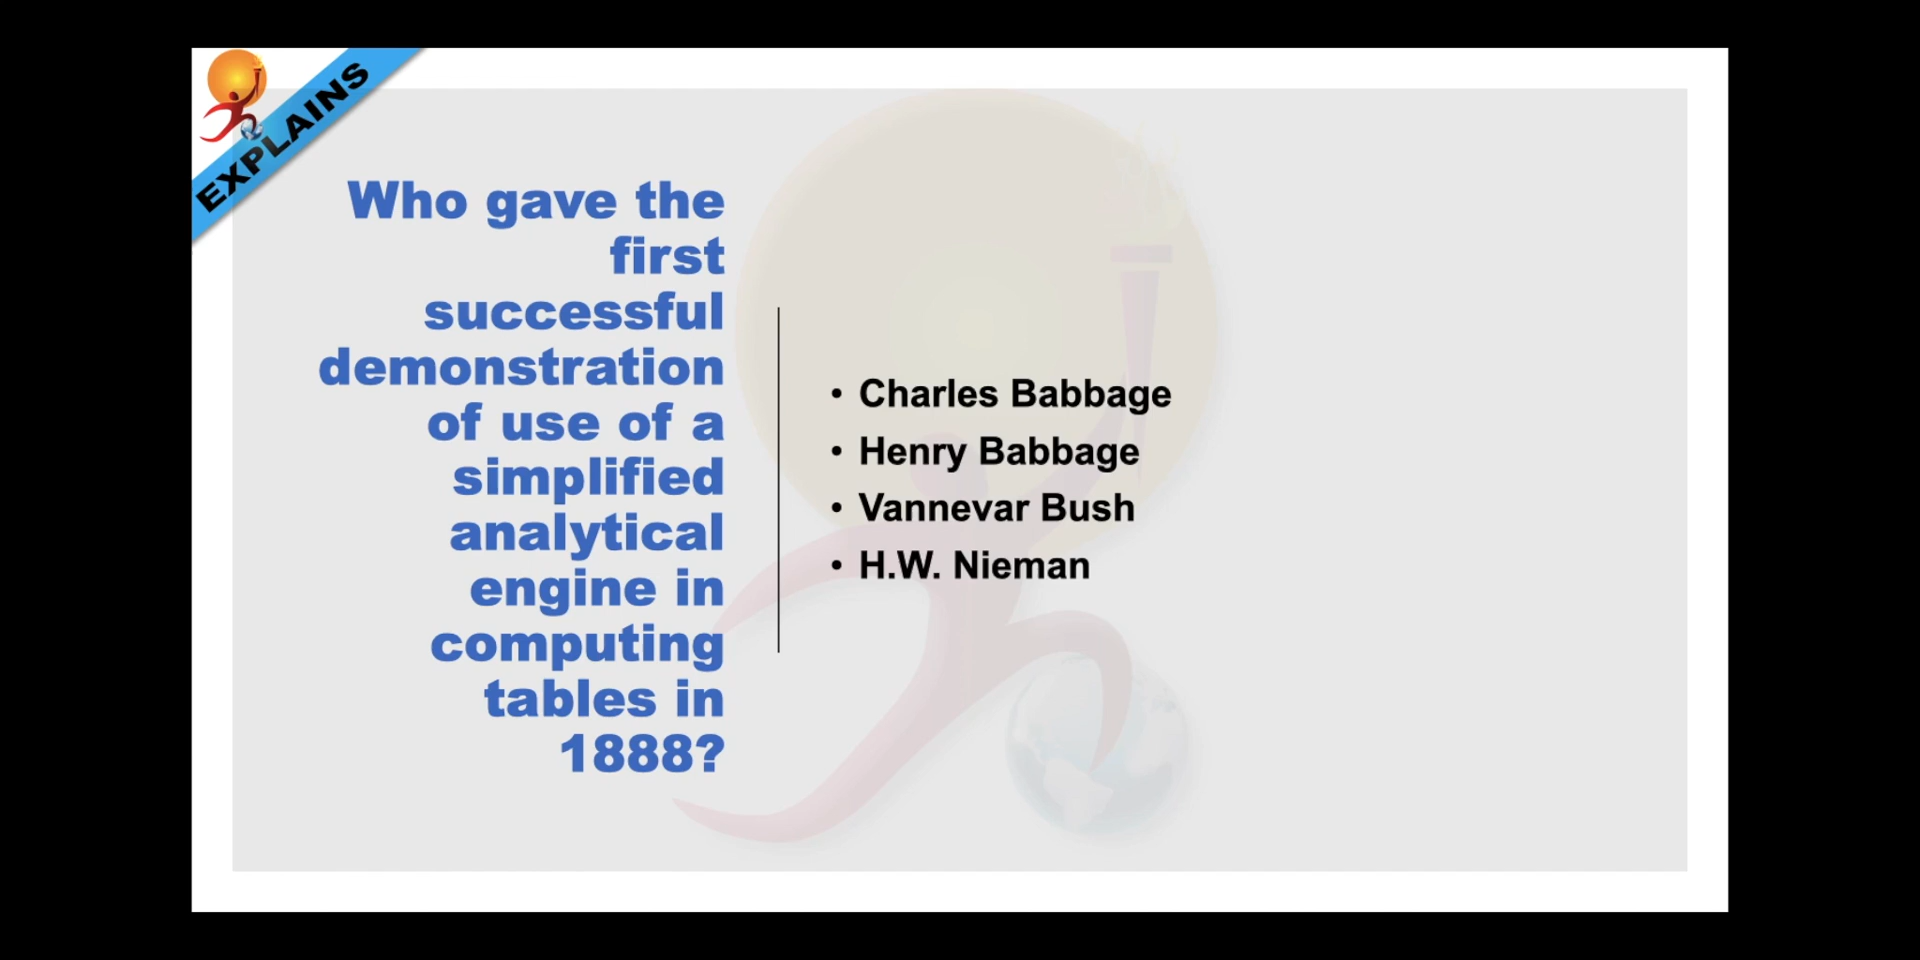 EXPLAINS
Who gave the
first
successful
demonstration
of use of a
simplified
analytical
engine in
computing
tables in
1888?
• Charles Babbage
• Henry Babbage
• Vannevar Bush
• H.W. Nieman